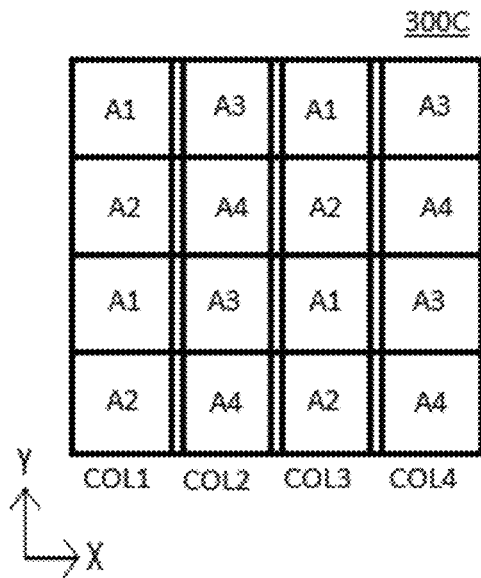 300C
A1 A3 A1 A3
A2 A4 A2 A4
A1 A3 A1 A3
A2 A4 A2 A4
COL1 COL2 COL3 COL4
Y
X